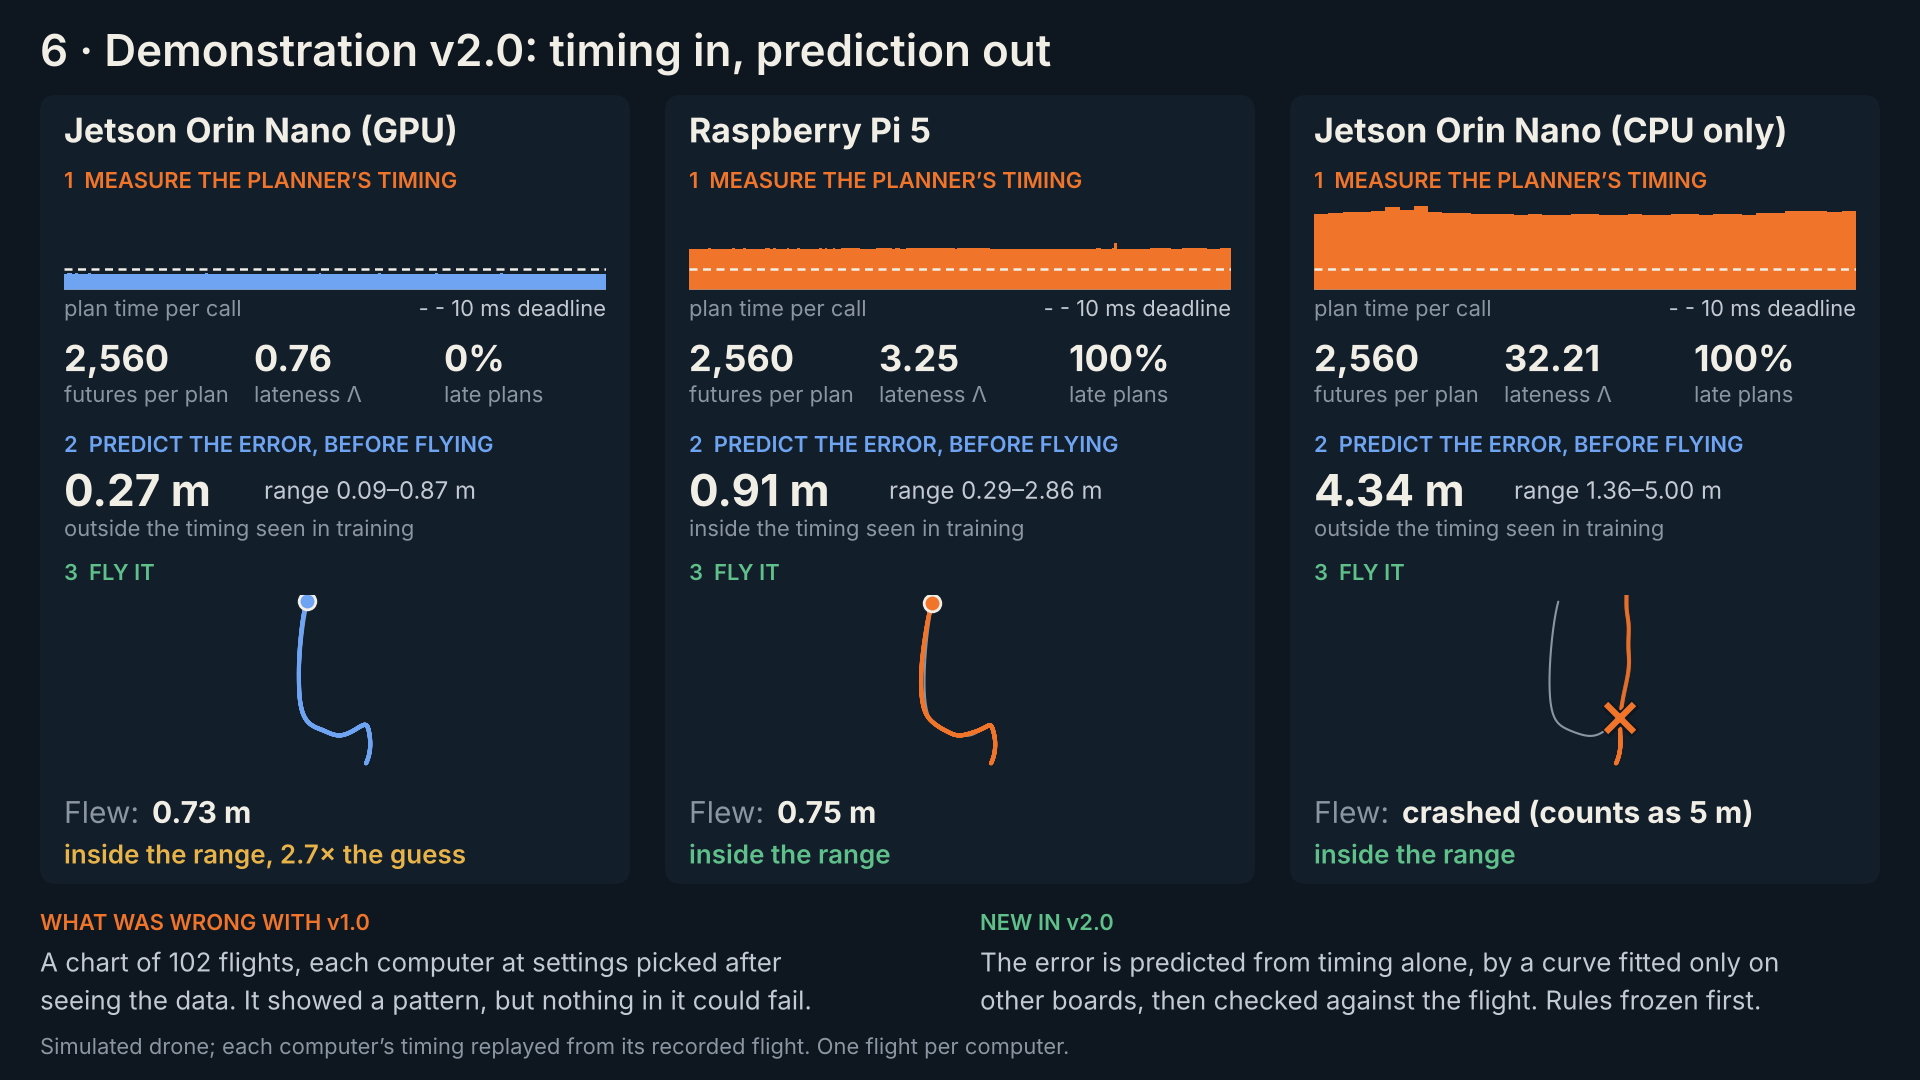 6 · Demonstration v2.0: timing in, prediction out
Jetson Orin Nano (GPU)
1 MEASURE THE PLANNER’S TIMING
plan time per call
- - 10 ms deadline
2,560 0.76 0%
futures per plan lateness Λ late plans
2 PREDICT THE ERROR, BEFORE FLYING
0.27 m range 0.09–0.87 m
outside the timing seen in training
3 FLY IT
Flew: 0.73 m
inside the range, 2.7× the guess
Raspberry Pi 5
1 MEASURE THE PLANNER’S TIMING
plan time per call
- - 10 ms deadline
2,560 3.25 100%
futures per plan lateness Λ late plans
2 PREDICT THE ERROR, BEFORE FLYING
0.91 m range 0.29–2.86 m
inside the timing seen in training
3 FLY IT
Flew: 0.75 m
inside the range
Jetson Orin Nano (CPU only)
1 MEASURE THE PLANNER’S TIMING
plan time per call
- - 10 ms deadline
2,560 32.21 100%
futures per plan lateness Λ late plans
2 PREDICT THE ERROR, BEFORE FLYING
4.34 m range 1.36–5.00 m
outside the timing seen in training
3 FLY IT
Flew: crashed (counts as 5 m)
inside the range
WHAT WAS WRONG WITH v1.0
A chart of 102 flights, each computer at settings picked after
seeing the data. It showed a pattern, but nothing in it could fail.
NEW IN v2.0
The error is predicted from timing alone, by a curve fitted only on
other boards, then checked against the flight. Rules frozen first.
Simulated drone; each computer’s timing replayed from its recorded flight. One flight per computer.